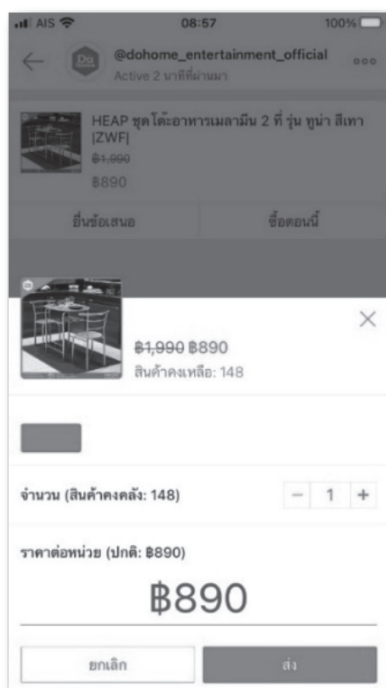 AIS 08:57 100%
@dohome_entertainment_official
Active 2 นาทีที่ผ่านมา
HEAP ชุดโต๊ะอาหารเมลามีน 2 ที่ รุ่น ทูน่า สีเทา
|ZWF|
฿1,990
฿890
ยื่นข้อเสนอ ซื้อตอนนี้
฿1,990 ฿890
สินค้าคงเหลือ: 148
จำนวน (สินค้าคงคลัง: 148) − 1 +
ราคาต่อหน่วย (ปกติ: ฿890)
฿890
ยกเลิก ส่ง